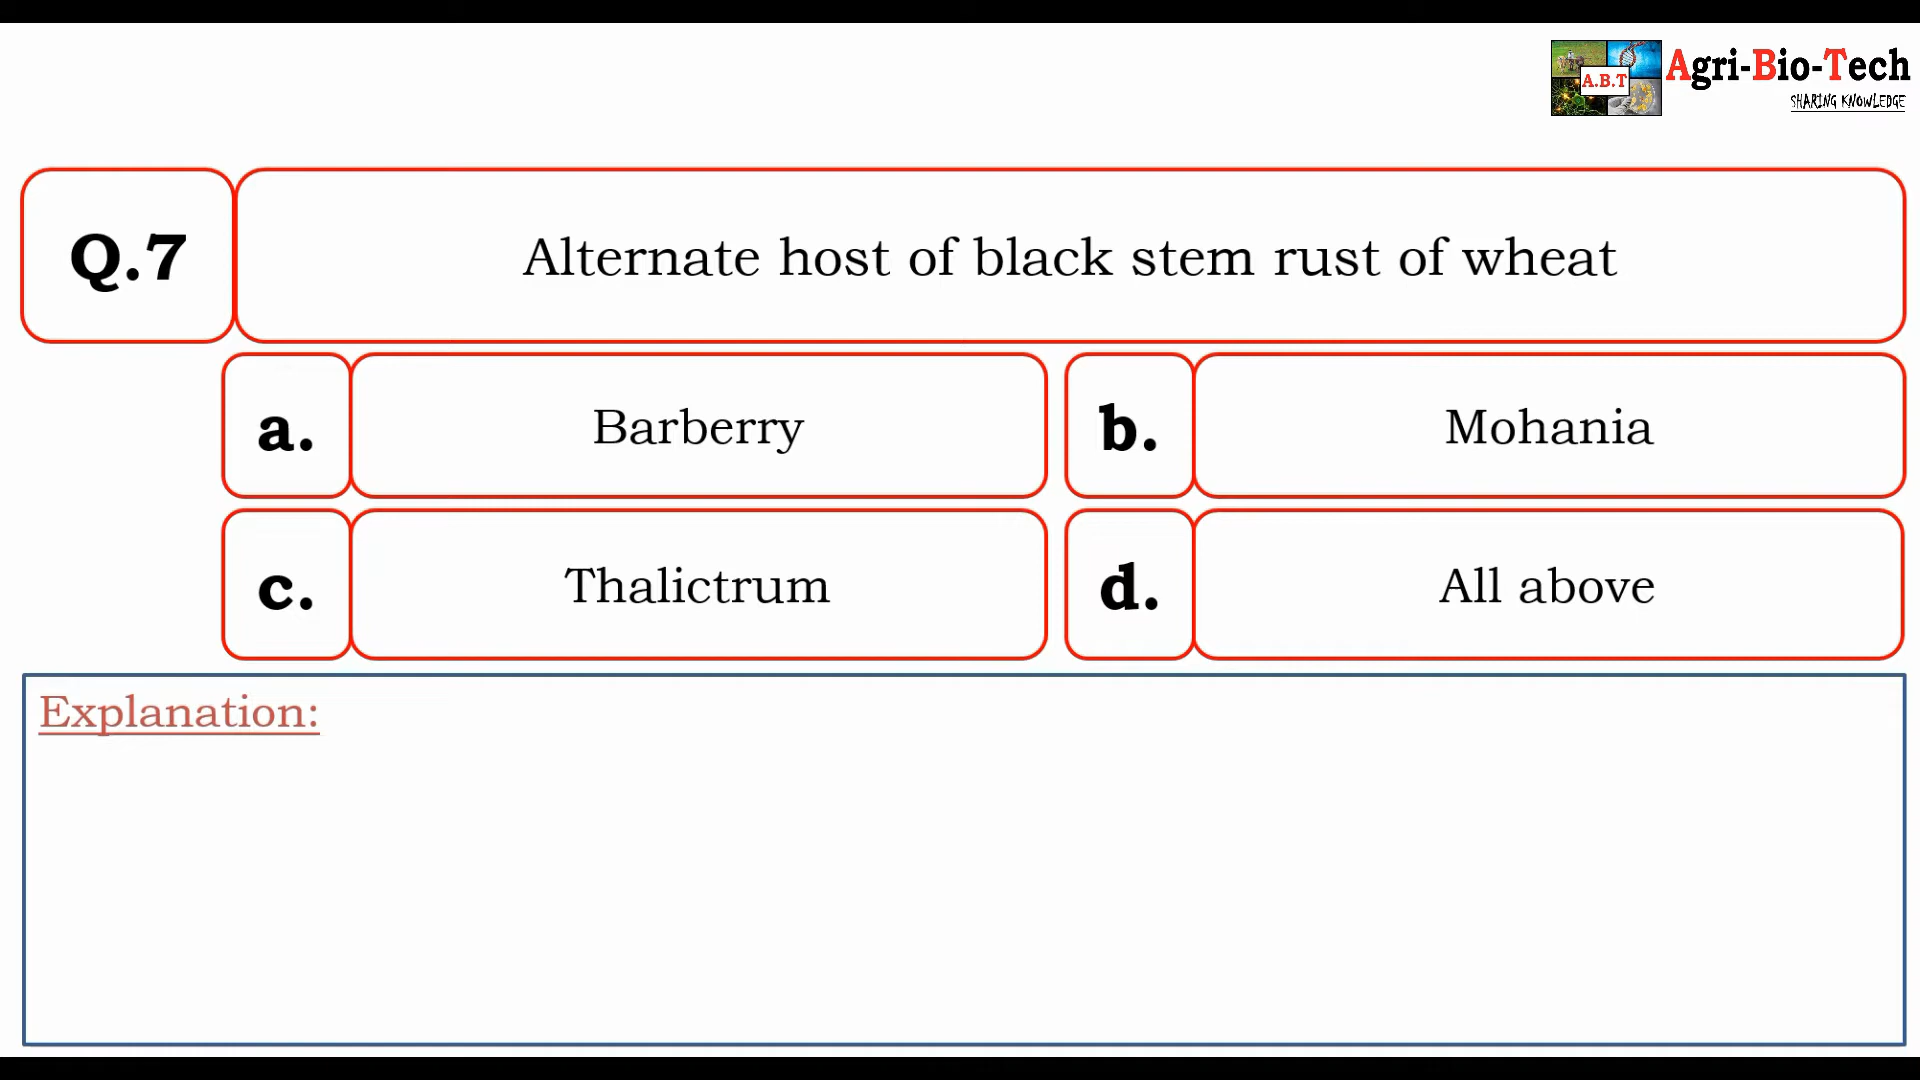 A.B.T
Agri-Bio-Tech
SHARING KNOWLEDGE
Q.7
Alternate host of black stem rust of wheat
a.
Barberry
b.
Mohania
c.
Thalictrum
d.
All above
Explanation: